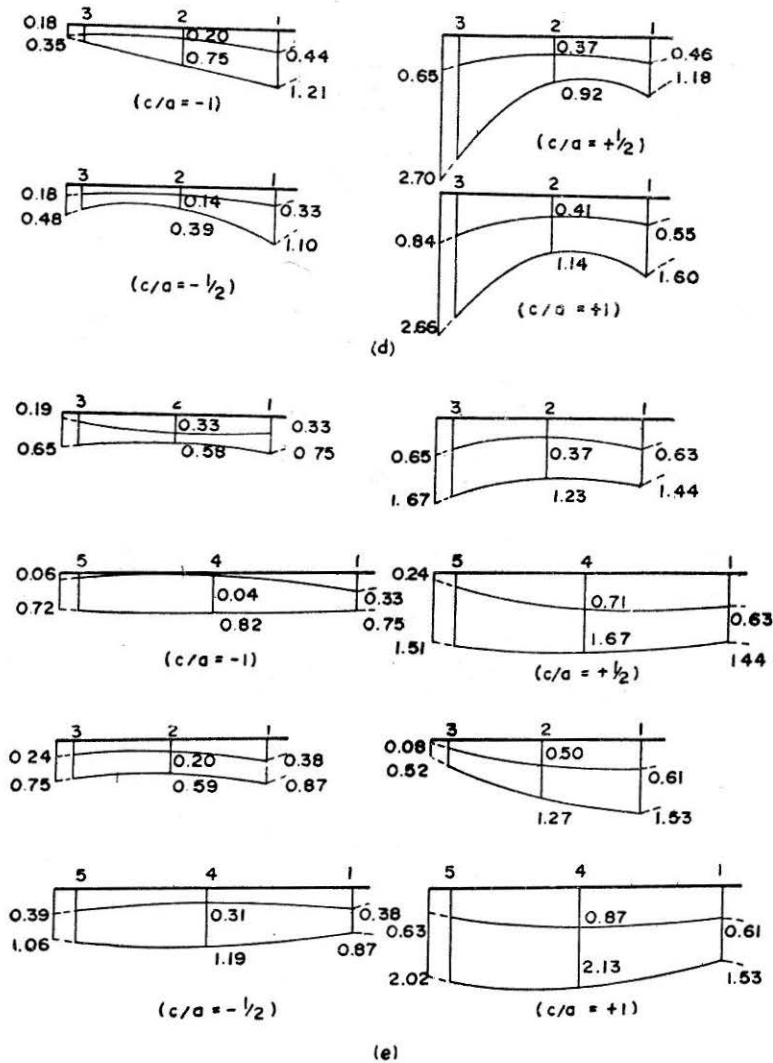 3 2 1
0.18 0.20
0.35 0.75 0.44
1.21
(c/a = -1)
3 2 1
0.37 0.46
0.65 1.18
0.92
(c/a = +1/2)
2.70
3 2 1
0.18 0.14 0.33
0.48 0.39
1.10
(c/a = - 1/2)
3 2 1
0.41
0.84 0.55
1.14
1.60
(c/a = +1)
2.66
(d)
3 2 1
0.19 0.33 0.33
0.65 0.58 0.75
3 2 1
0.65 0.37 0.63
1.67 1.23 1.44
5 4 1
0.06 0.04 0.33
0.72 0.82 0.75
(c/a = -1)
5 4 1
0.24 0.71 0.63
1.51 1.67 144
(c/a = + 1/2)
3 2 1
0.24 0.20 0.38
0.75 0.59 0.87
3 2 1
0.08 0.50
0.52 0.61
1.27 1.53
5 4 1
0.39 0.31 0.38
1.06 1.19 0.87
(c/a = - 1/2)
5 4 1
0.63 0.87 0.61
2.02 2.13 1.53
(c/a = +1)
(e)